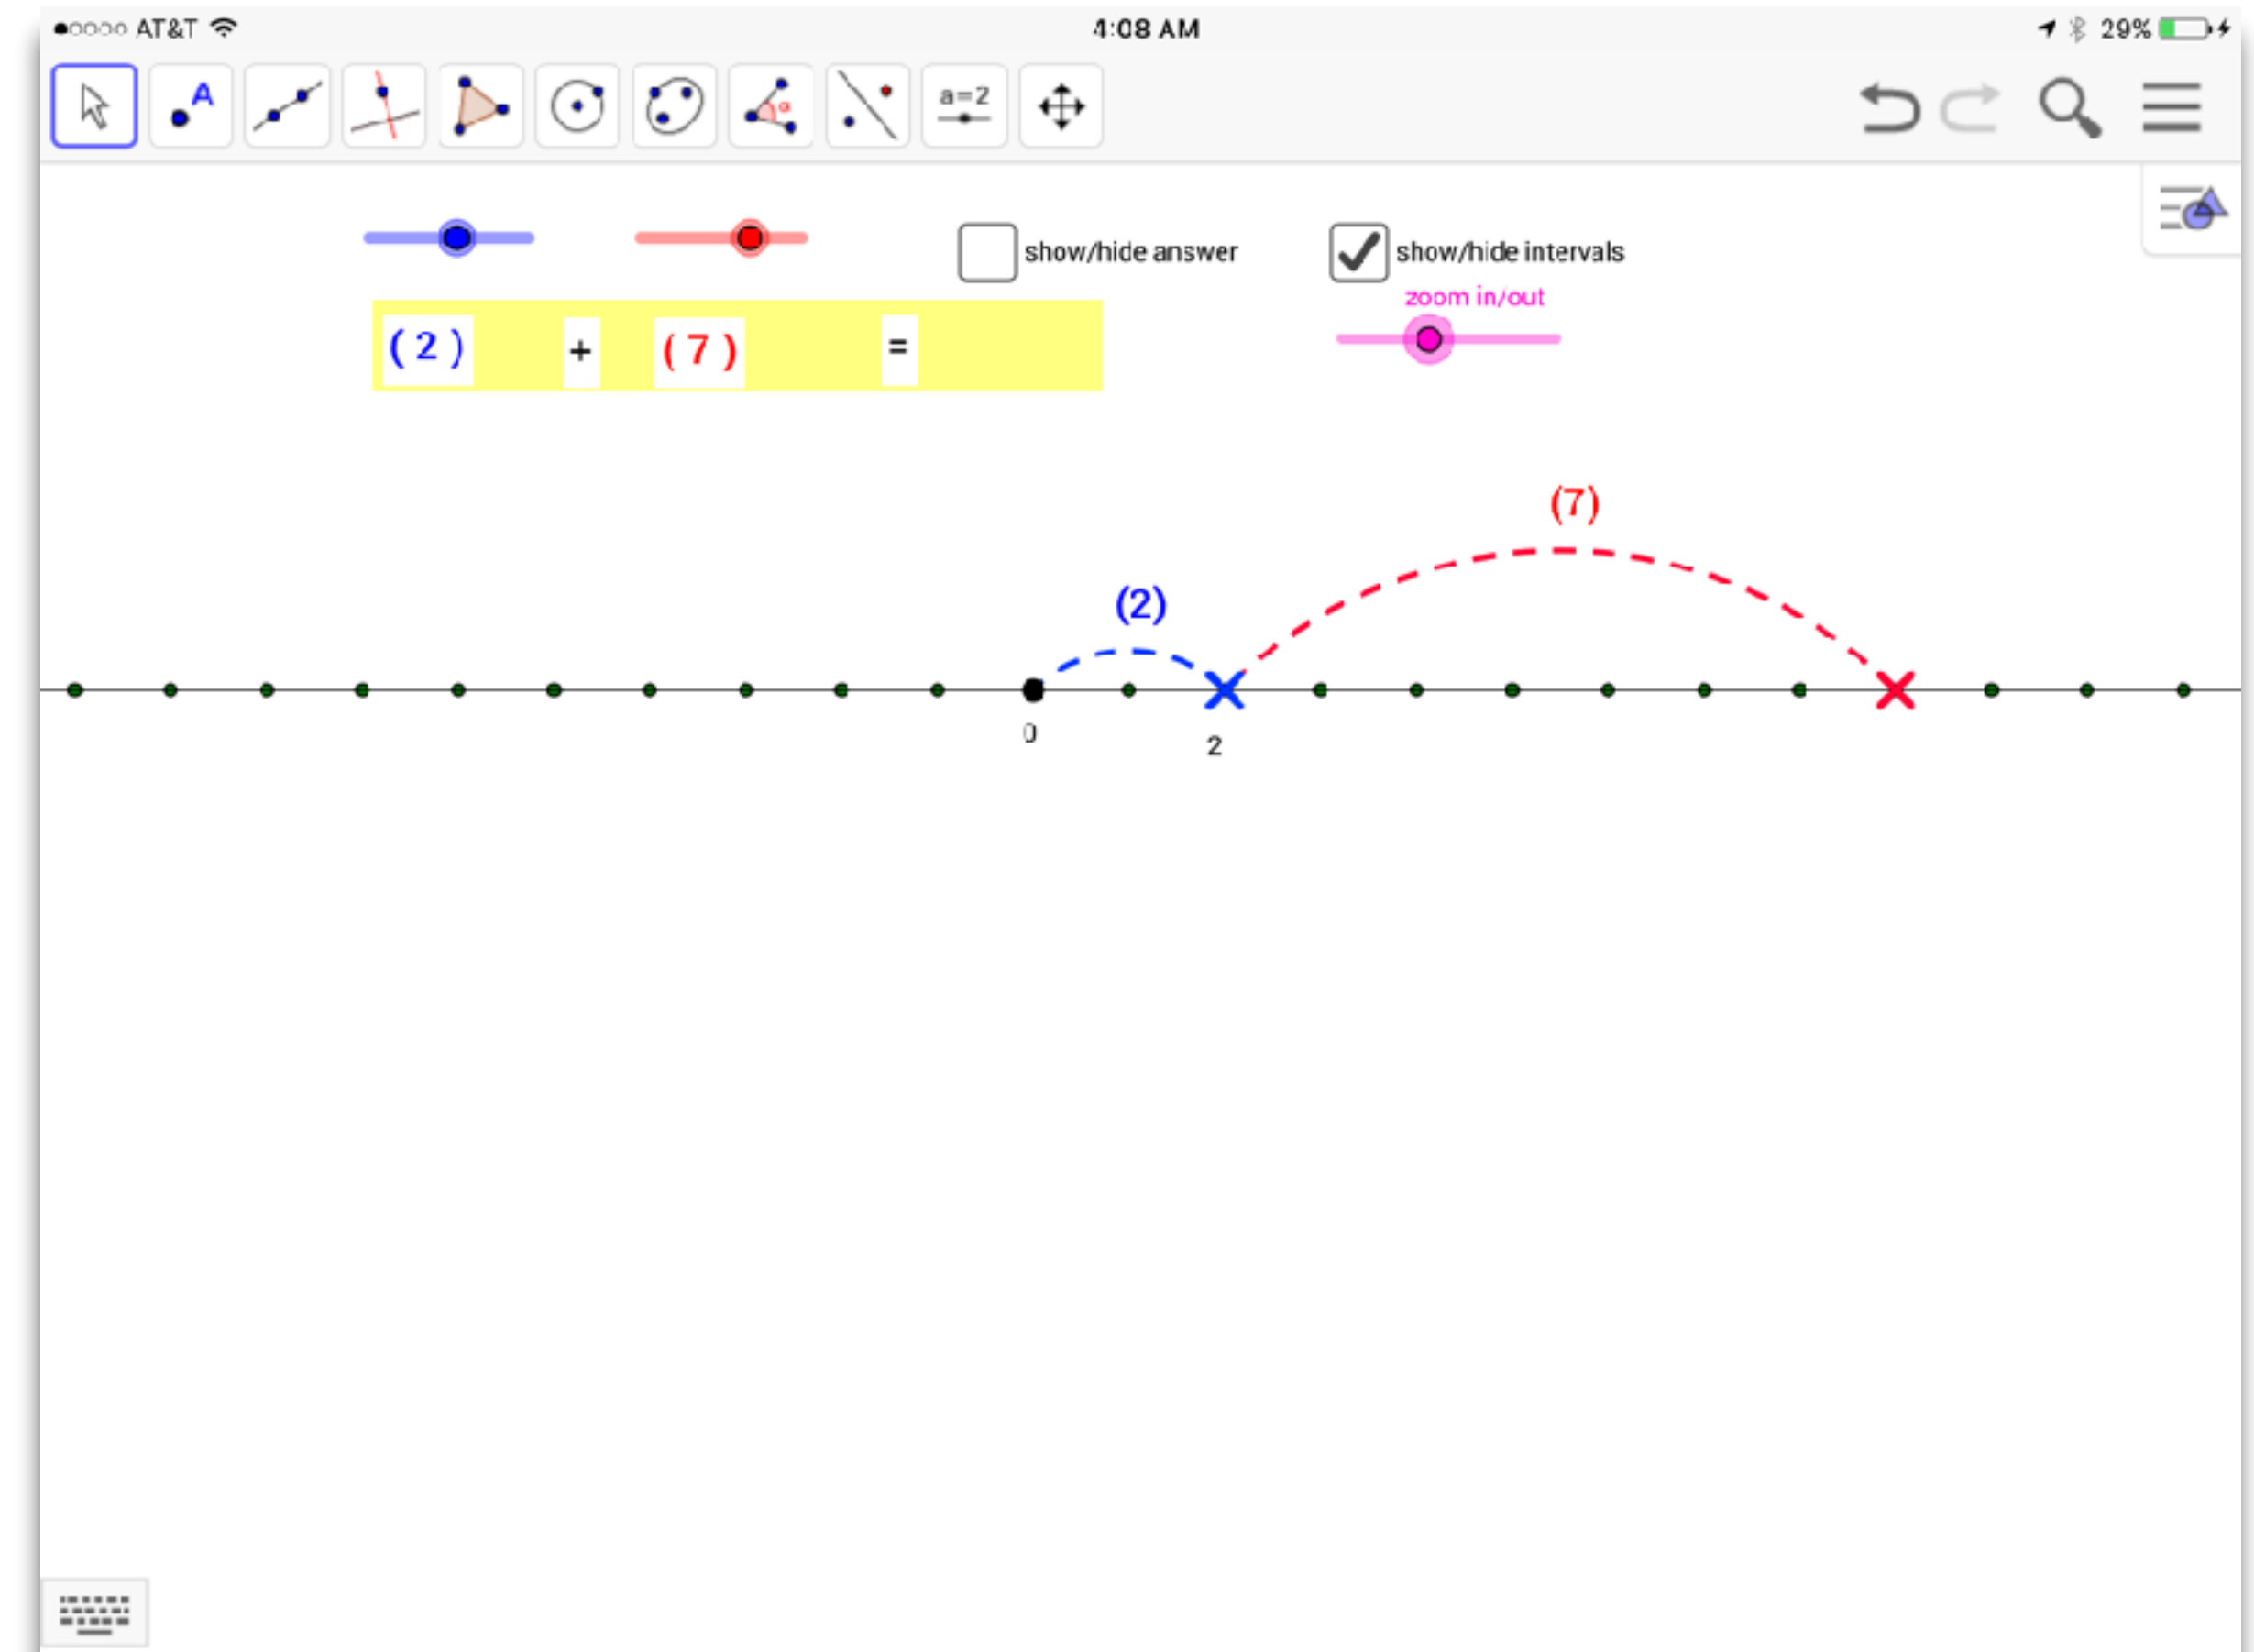 AT&T 4:08 AM 29%
A α a=2
show/hide answer show/hide intervals
zoom in/out
( 2 ) + ( 7 ) =
(7)
(2)
0 2